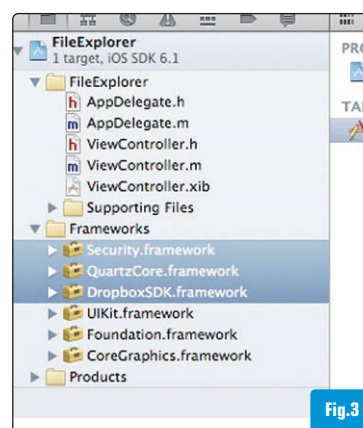 FileExplorer
1 target, iOS SDK 6.1
FileExplorer
h AppDelegate.h
m AppDelegate.m
h ViewController.h
m ViewController.m
ViewController.xib
Supporting Files
Frameworks
Security.framework
QuartzCore.framework
DropboxSDK.framework
UIKit.framework
Foundation.framework
CoreGraphics.framework
Products
PRO
TA
Fig.3